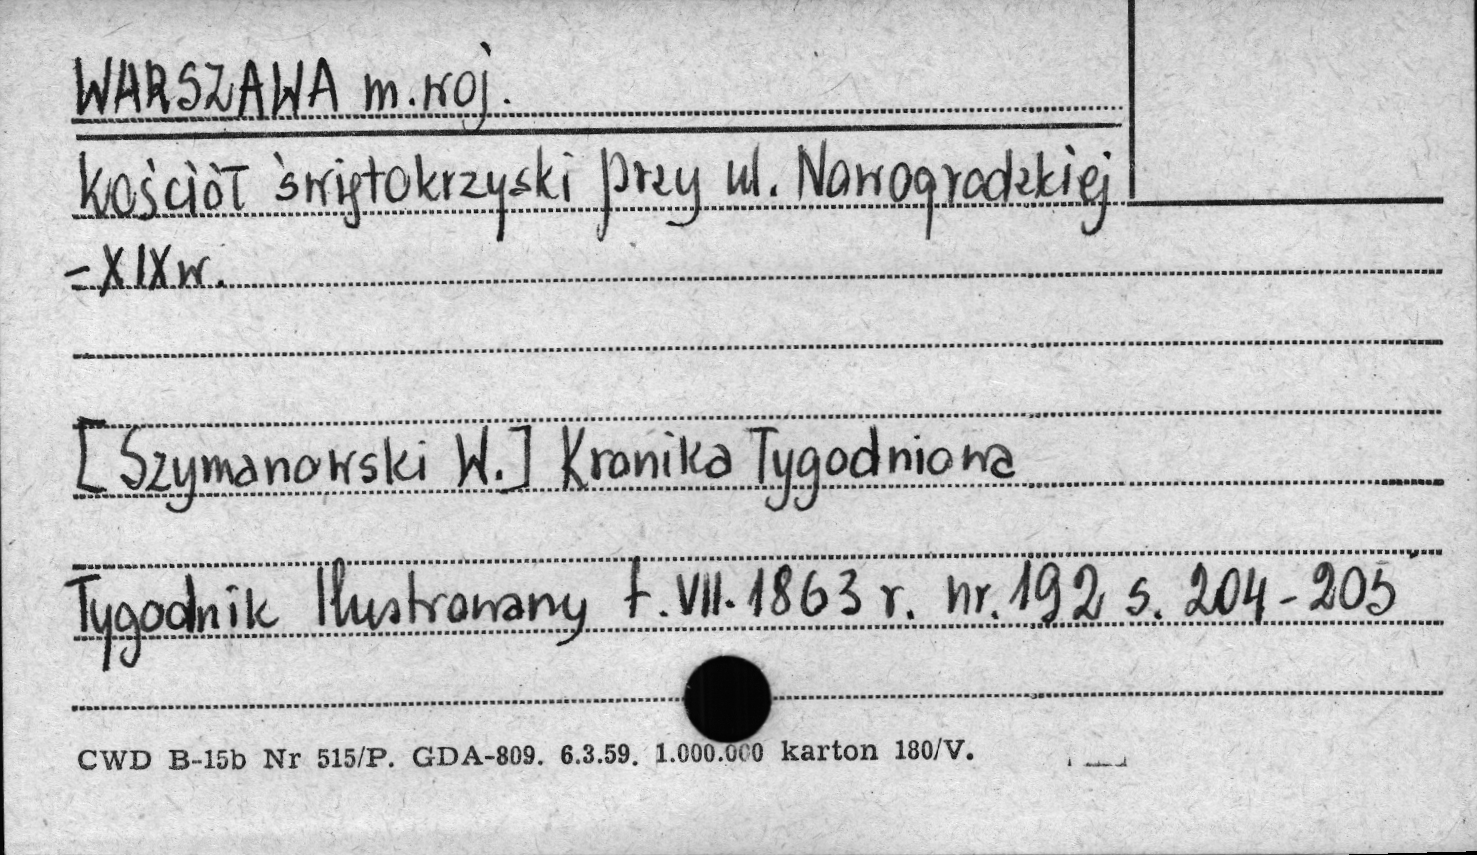 WARSZAWA m.woj.
kościół świętokrzyski przy ul. Nowogrodzkiej
- XIX w.
[Szymanowski W.] Kronika Tygodniowa
Tygodnik Ilustrowany t. VII. 1863 r. nr. 192 s. 204-205
CWD B-15b Nr 515/P. GDA-809. 6.3.59. 1.000.000 karton 180/V.